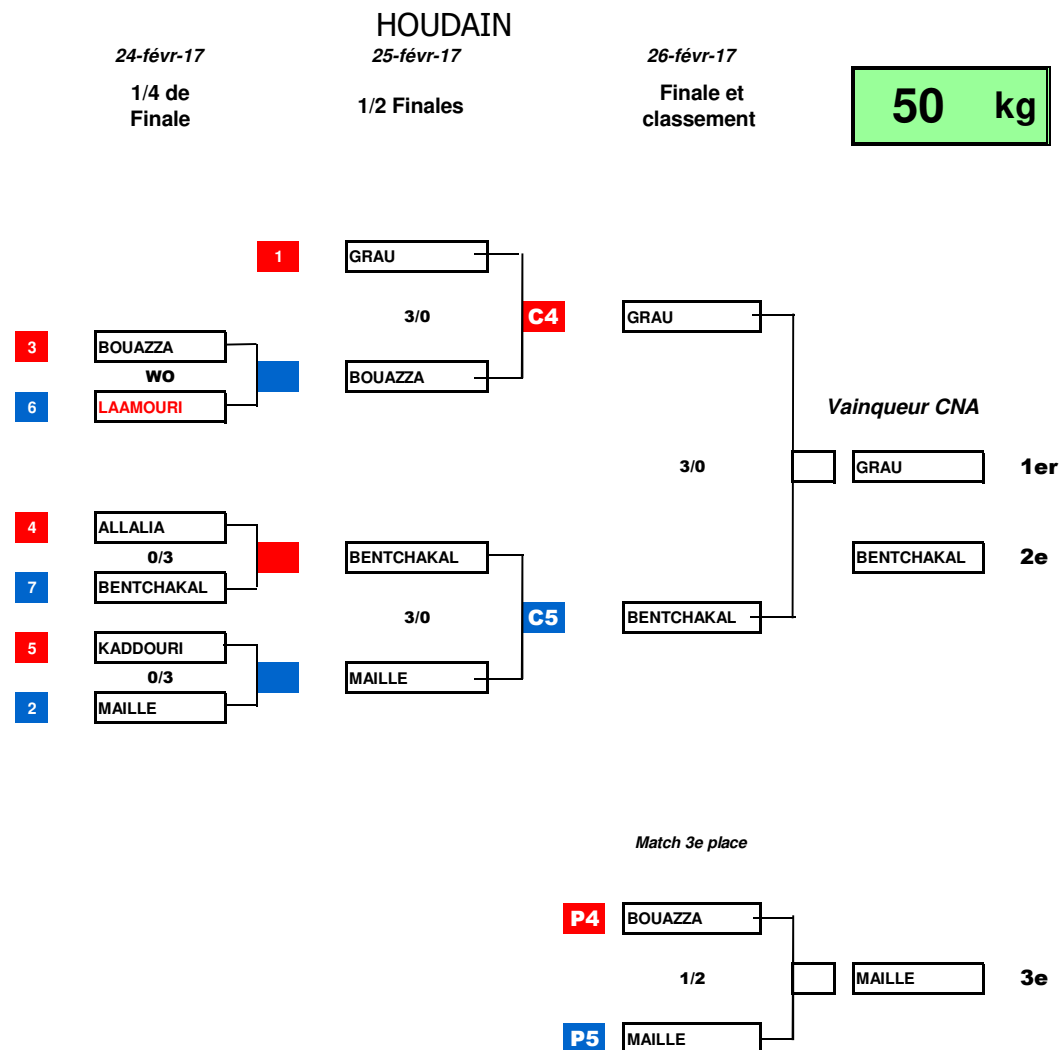 HOUDAIN
24-févr-17 25-févr-17 26-févr-17
1/4 de Finale 1/2 Finales Finale et classement 50 kg
1 GRAU
3/0 C4 GRAU
3 BOUAZZA
WO BOUAZZA
6 LAAMOURI Vainqueur CNA
3/0 GRAU 1er
4 ALLALIA
0/3 BENTCHAKAL BENTCHAKAL 2e
7 BENTCHAKAL
3/0 C5 BENTCHAKAL
5 KADDOURI
0/3 MAILLE
2 MAILLE
Match 3e place
P4 BOUAZZA
1/2 MAILLE 3e
P5 MAILLE